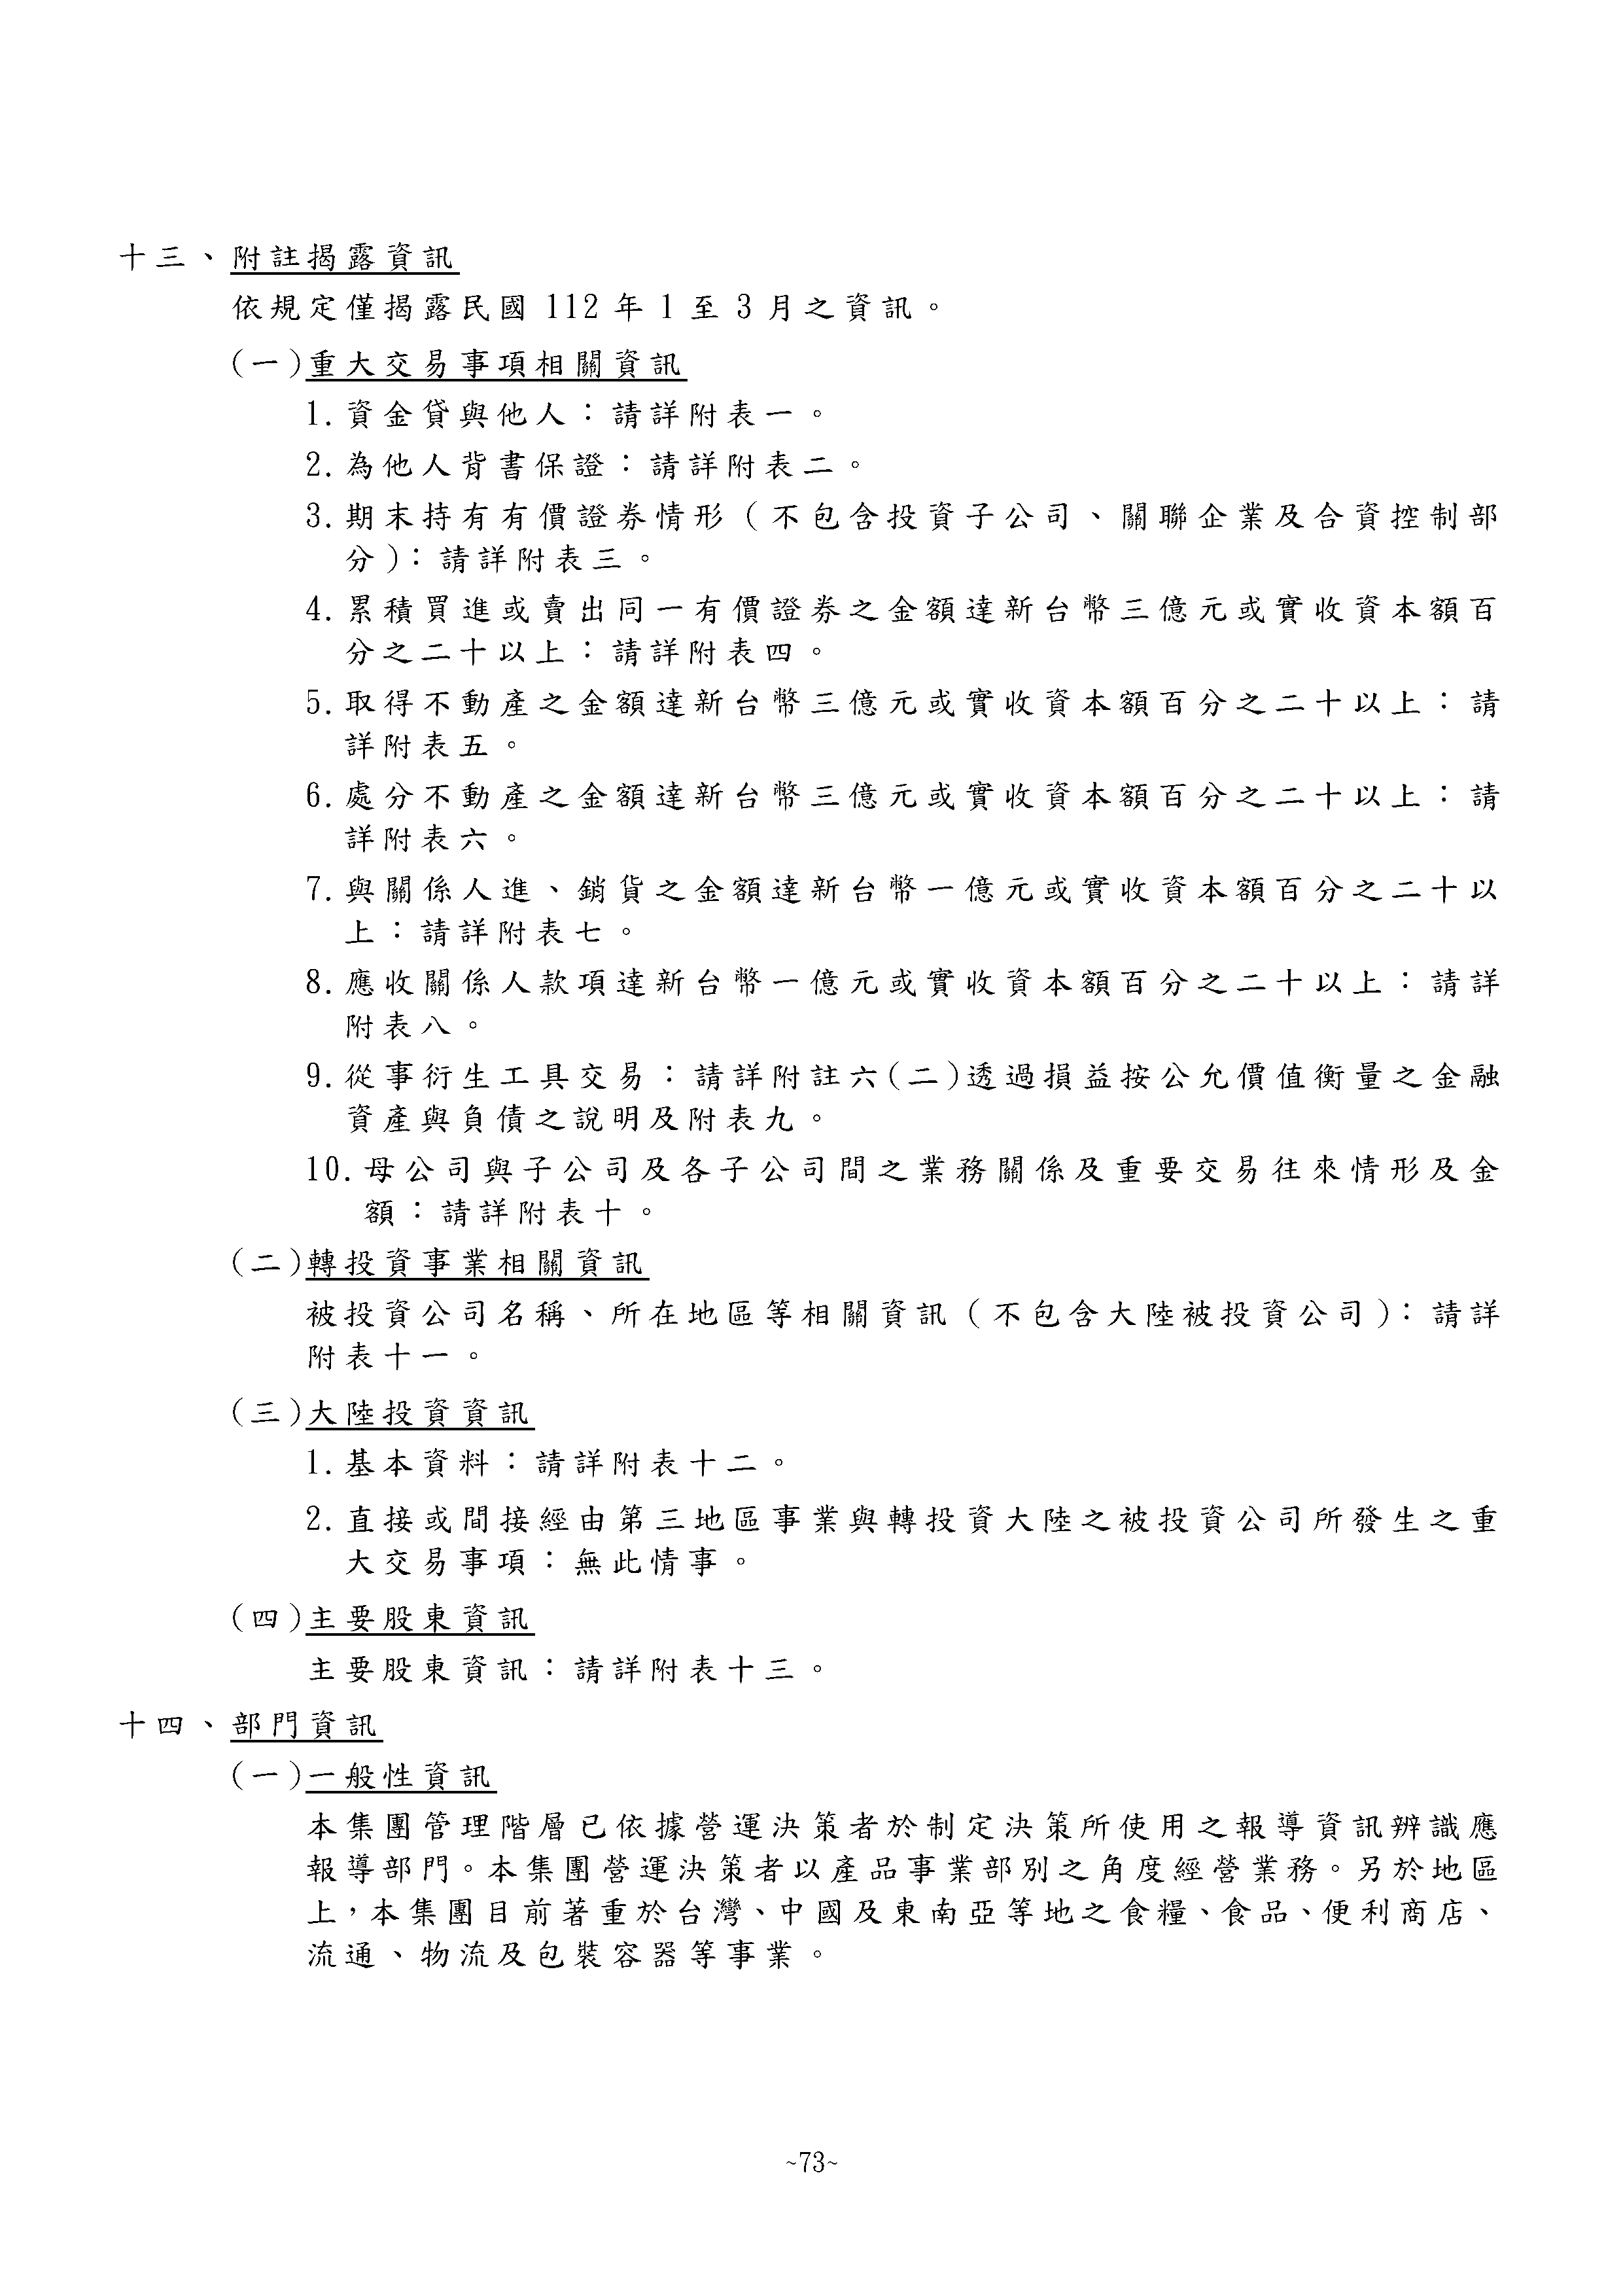 十三、附註揭露資訊
依規定僅揭露民國 112 年 1 至 3 月之資訊。
(一)重大交易事項相關資訊
1.資金貸與他人：請詳附表一。
2.為他人背書保證：請詳附表二。
3.期末持有有價證券情形（不包含投資子公司、關聯企業及合資控制部
分）：請詳附表三。
4.累積買進或賣出同一有價證券之金額達新台幣三億元或實收資本額百
分之二十以上：請詳附表四。
5.取得不動產之金額達新台幣三億元或實收資本額百分之二十以上：請
詳附表五。
6.處分不動產之金額達新台幣三億元或實收資本額百分之二十以上：請
詳附表六。
7.與關係人進、銷貨之金額達新台幣一億元或實收資本額百分之二十以
上：請詳附表七。
8.應收關係人款項達新台幣一億元或實收資本額百分之二十以上：請詳
附表八。
9.從事衍生工具交易：請詳附註六(二)透過損益按公允價值衡量之金融
資產與負債之說明及附表九。
10.母公司與子公司及各子公司間之業務關係及重要交易往來情形及金
額：請詳附表十。
(二)轉投資事業相關資訊
被投資公司名稱、所在地區等相關資訊（不包含大陸被投資公司）：請詳
附表十一。
(三)大陸投資資訊
1.基本資料：請詳附表十二。
2.直接或間接經由第三地區事業與轉投資大陸之被投資公司所發生之重
大交易事項：無此情事。
(四)主要股東資訊
主要股東資訊：請詳附表十三。
十四、部門資訊
(一)一般性資訊
本集團管理階層已依據營運決策者於制定決策所使用之報導資訊辨識應
報導部門。本集團營運決策者以產品事業部別之角度經營業務。另於地區
上，本集團目前著重於台灣、中國及東南亞等地之食糧、食品、便利商店、
流通、物流及包裝容器等事業。
~73~